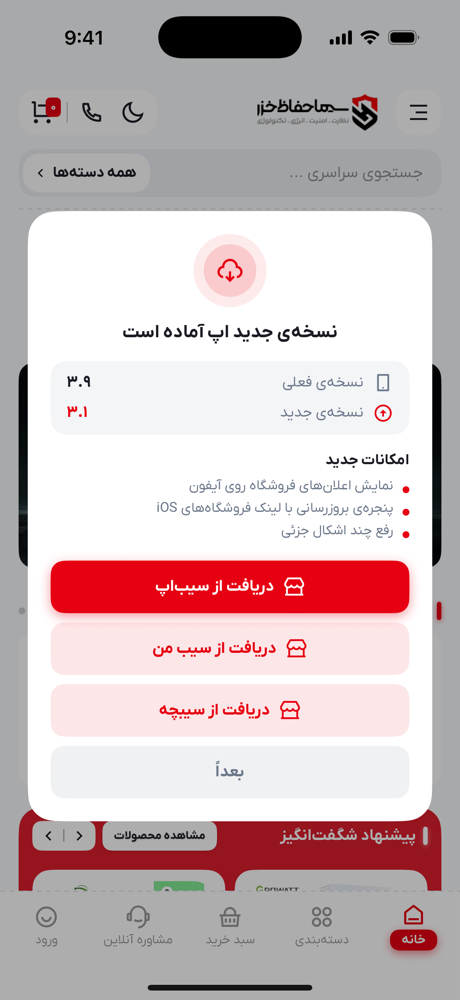 9:41
سها حفاظ خزر
نظارت . امنیت . انرژی . تکنولوژی
۰
جستجوی سراسری ...
همه دسته‌ها
نسخه‌ی جدید اپ آماده است
نسخه‌ی فعلی
۳.۹
نسخه‌ی جدید
۳.۱
امکانات جدید
نمایش اعلان‌های فروشگاه روی آیفون
پنجره‌ی بروزرسانی با لینک فروشگاه‌های iOS
رفع چند اشکال جزئی
دریافت از سیب‌اپ
دریافت از سیب من
دریافت از سیبچه
بعداً
پیشنهاد شگفت‌انگیز
مشاهده محصولات
GROWATT
خانه
دسته‌بندی
سبد خرید
مشاوره آنلاین
ورود